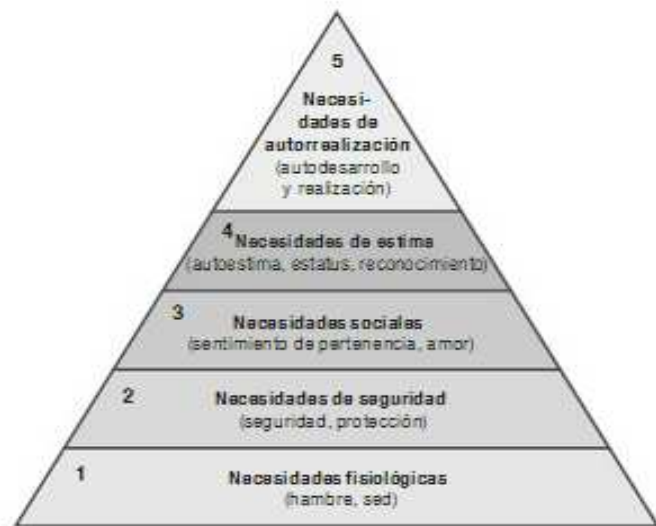 5
Necesi-
dades de
autorrealización
(autodesarrollo
y realización)
4
Necesidades de estima
(autoestima, estatus, reconocimiento)
3
Necesidades sociales
(sentimiento de pertenencia, amor)
2
Necesidades de seguridad
(seguridad, protección)
1
Necesidades fisiológicas
(hambre, sed)